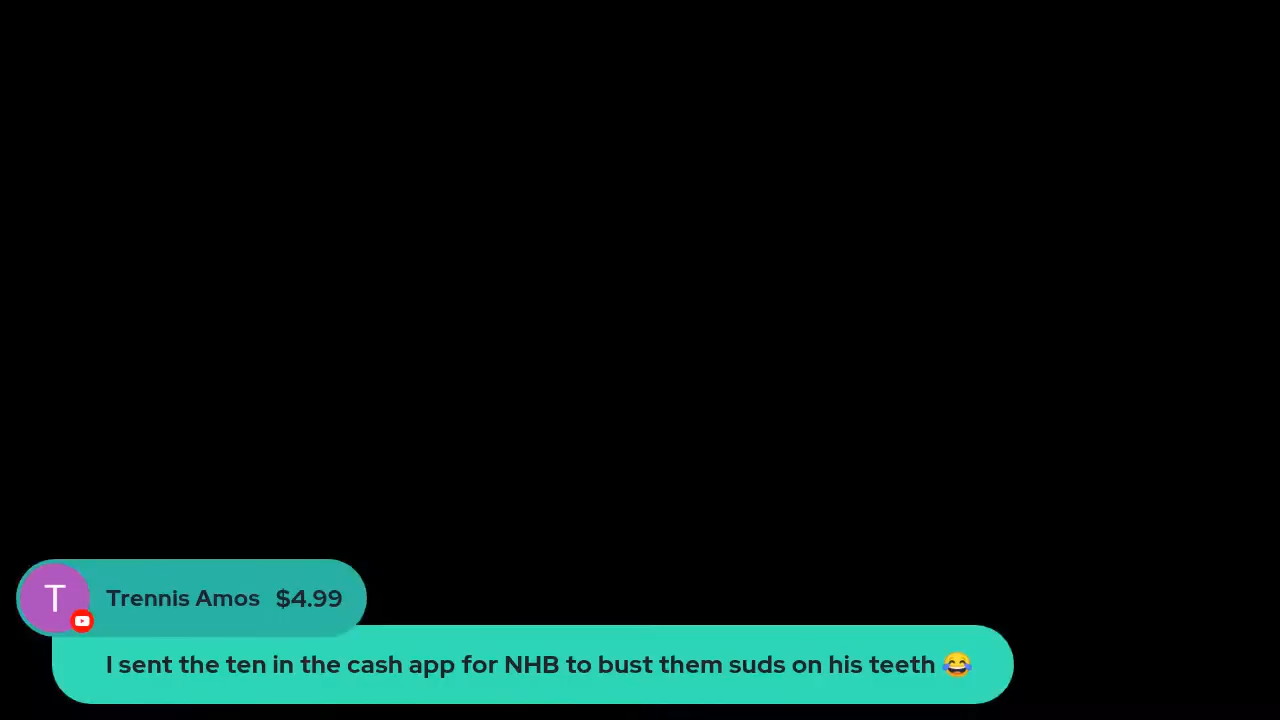 T
Trennis Amos $4.99
I sent the ten in the cash app for NHB to bust them suds on his teeth 😂